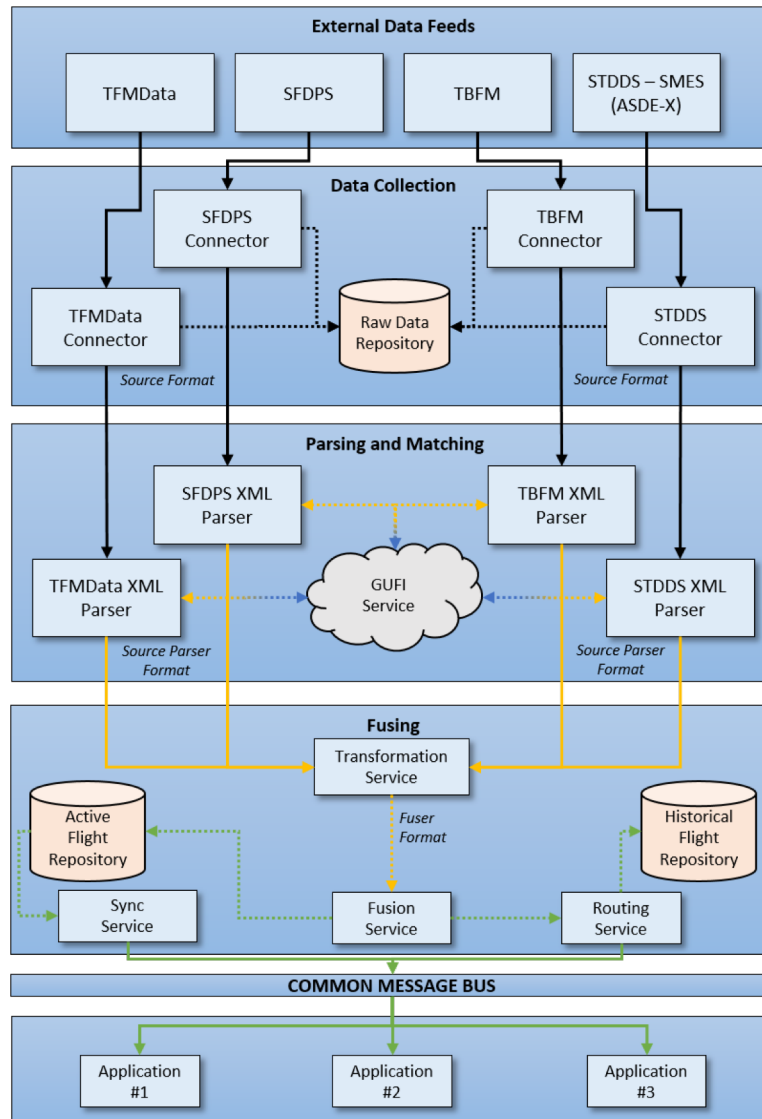 External Data Feeds
TFMData
SFDPS
TBFM
STDDS – SMES
(ASDE-X)
Data Collection
SFDPS
Connector
TBFM
Connector
TFMData
Connector
Raw Data
Repository
STDDS
Connector
Source Format
Source Format
Parsing and Matching
SFDPS XML
Parser
TBFM XML
Parser
TFMData XML
Parser
GUFI
Service
STDDS XML
Parser
Source Parser
Format
Source Parser
Format
Fusing
Transformation
Service
Active
Flight
Repository
Fuser
Format
Historical
Flight
Repository
Sync
Service
Fusion
Service
Routing
Service
COMMON MESSAGE BUS
Application
#1
Application
#2
Application
#3